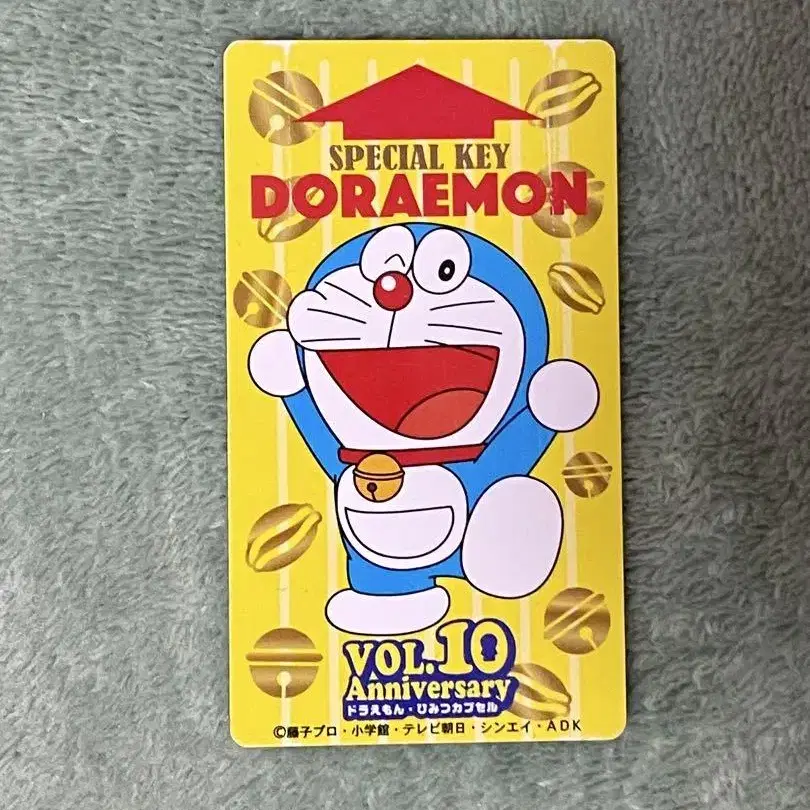 SPECIAL KEY
DORAEMON
VOL.10
Anniversary
ドラえもん・ひみつカプセル
©藤子プロ・小学館・テレビ朝日・シンエイ・ADK